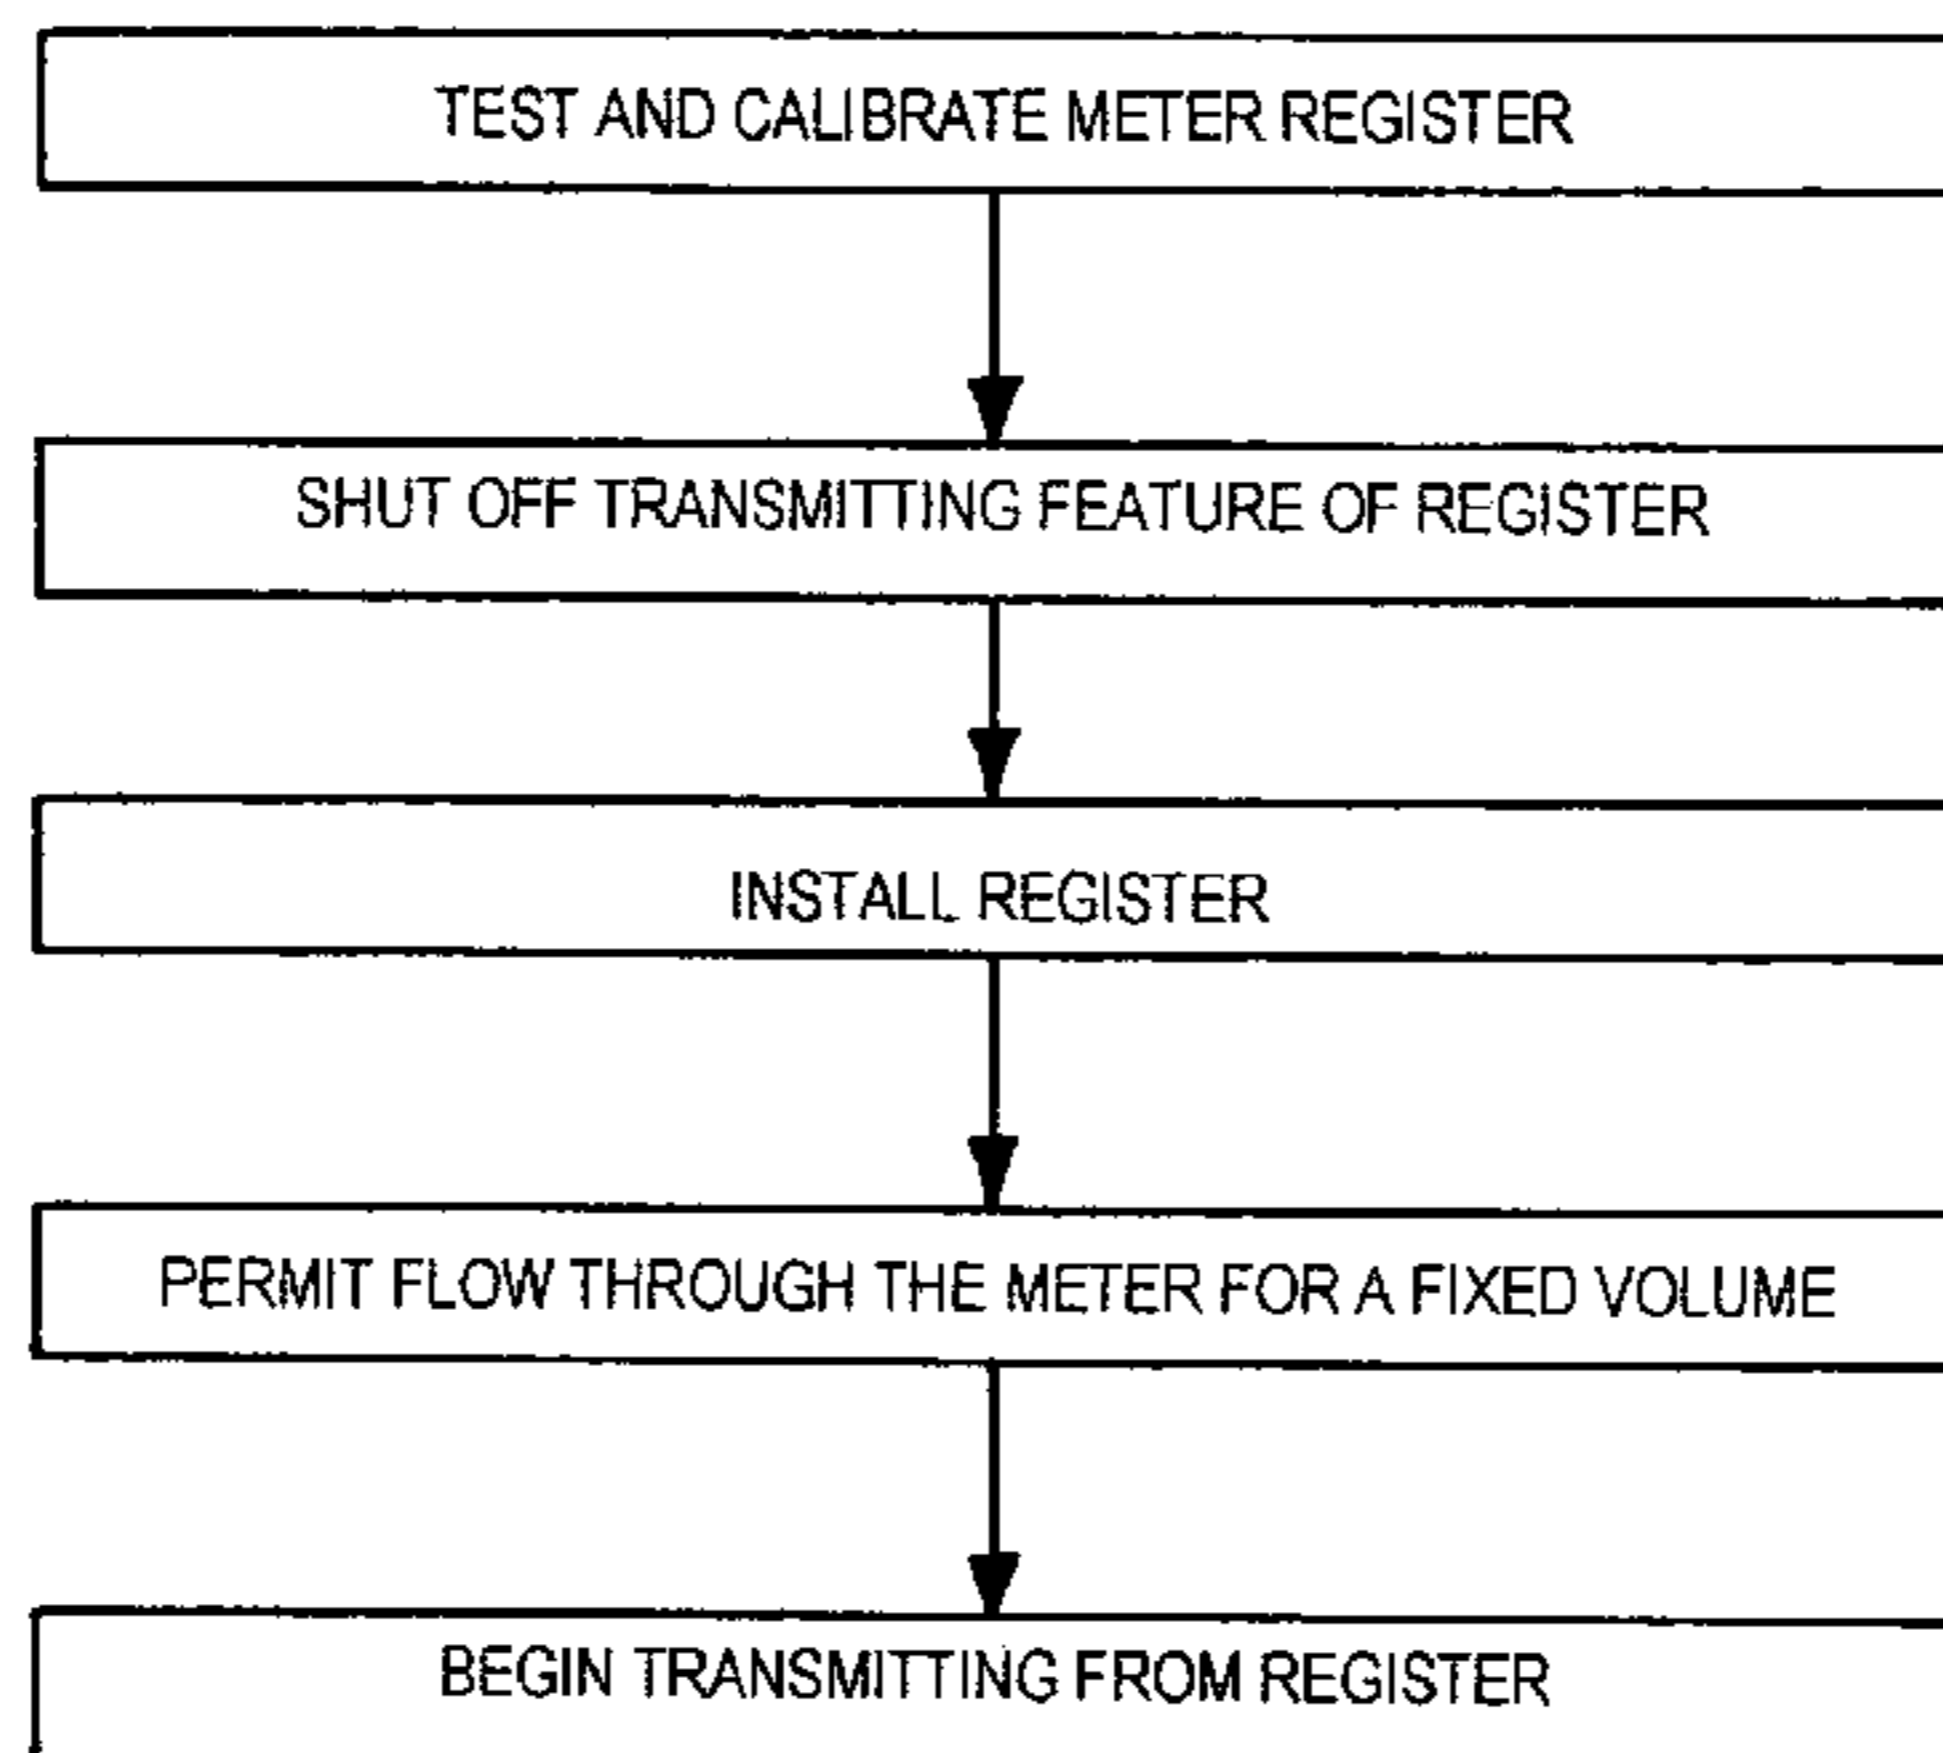 TEST AND CALIBRATE METER REGISTER
SHUT OFF TRANSMITTING FEATURE OF REGISTER
INSTALL REGISTER
PERMIT FLOW THROUGH THE METER FOR A FIXED VOLUME
BEGIN TRANSMITTING FROM REGISTER